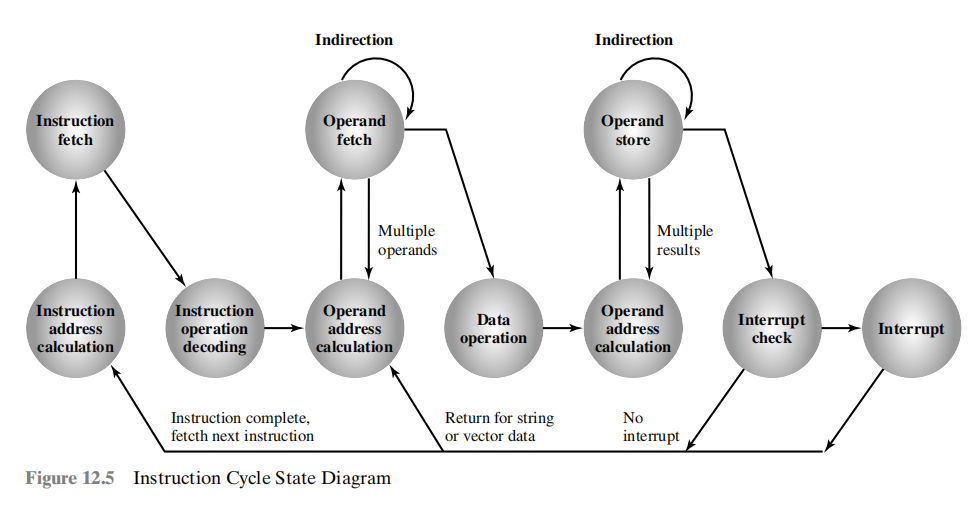 Indirection
Indirection
Instruction
fetch
Operand
fetch
Operand
store
Multiple
operands
Multiple
results
Instruction
address
calculation
Instruction
operation
decoding
Operand
address
calculation
Data
operation
Operand
address
calculation
Interrupt
check
Interrupt
Instruction complete,
fetcth next instruction
Return for string
or vector data
No
interrupt
Figure 12.5 Instruction Cycle State Diagram